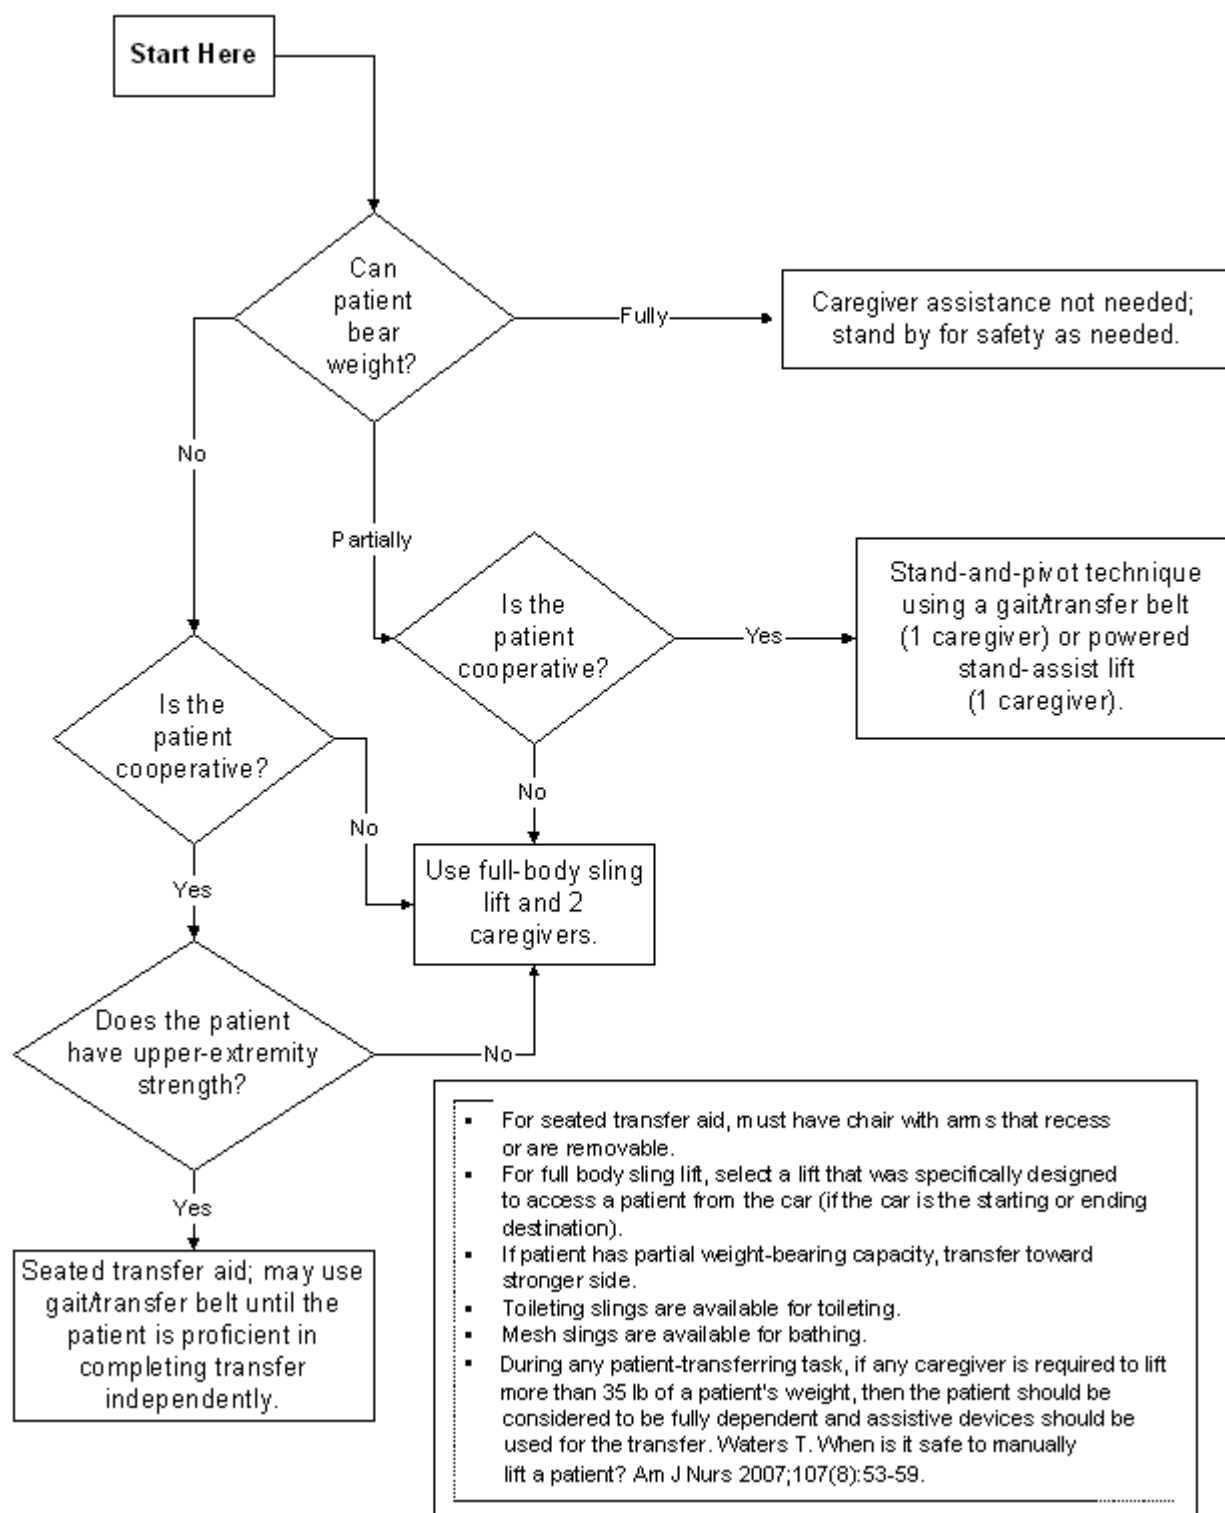 Start Here
Can
patient
bear
weight?
Fully
Caregiver assistance not needed;
stand by for safety as needed.
No
Partially
Is the
patient
cooperative?
Yes
Stand-and-pivot technique
using a gait/transfer belt
(1 caregiver) or powered
stand-assist lift
(1 caregiver).
Is the
patient
cooperative?
No
No
Use full-body sling
lift and 2
caregivers.
Yes
Does the patient
have upper-extremity
strength?
No
Yes
Seated transfer aid; may use
gait/transfer belt until the
patient is proficient in
completing transfer
independently.
▪ For seated transfer aid, must have chair with arms that recess
or are removable.
▪ For full body sling lift, select a lift that was specifically designed
to access a patient from the car (if the car is the starting or ending
destination).
▪ If patient has partial weight-bearing capacity, transfer toward
stronger side.
▪ Toileting slings are available for toileting.
▪ Mesh slings are available for bathing.
▪ During any patient-transferring task, if any caregiver is required to lift
more than 35 lb of a patient's weight, then the patient should be
considered to be fully dependent and assistive devices should be
used for the transfer. Waters T. When is it safe to manually
lift a patient? Am J Nurs 2007;107(8):53-59.